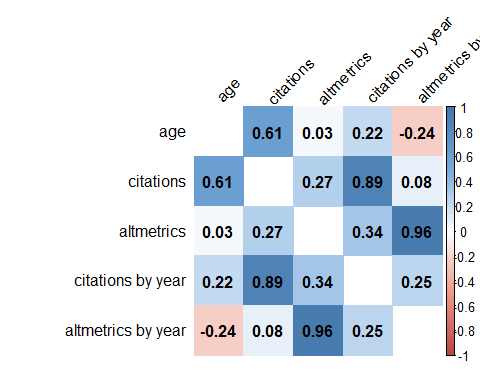 age
citations
altmetrics
citations by year
altmetrics by
age 0.61 0.03 0.22 -0.24
citations 0.61 0.27 0.89 0.08
altmetrics 0.03 0.27 0.34 0.96
citations by year 0.22 0.89 0.34 0.25
altmetrics by year -0.24 0.08 0.96 0.25
1
0.8
0.6
0.4
0.2
0
-0.2
-0.4
-0.6
-0.8
-1